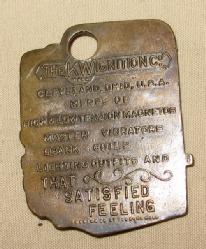 THE K-W IGNITION CO.
CLEVELAND, OHIO, U.S.A.
M'F'RS OF
HIGH & LOW TENSION MAGNETOS
MASTER VIBRATORS
SPARK COILS
LIGHTING OUTFITS AND
THAT
"SATISFIED
FEELING